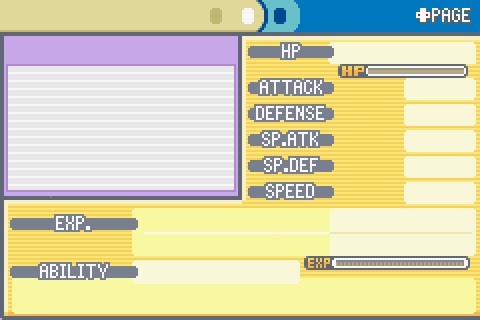 PAGE
HP
HP
ATTACK
DEFENSE
SP.ATK
SP.DEF
SPEED
EXP.
EXP
ABILITY